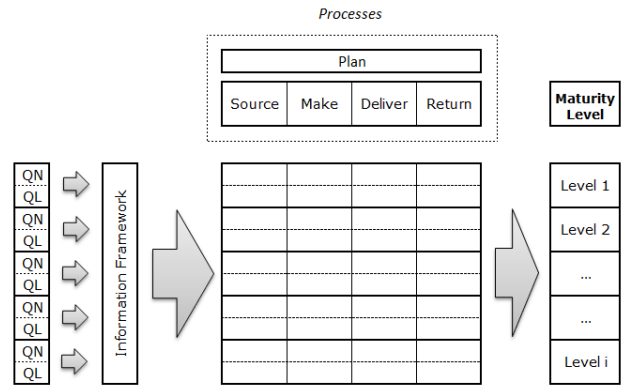 Processes
Plan
Source Make Deliver Return
Maturity
Level
QN
QL
QN
QL
QN
QL
QN
QL
QN
QL
Information Framework
Level 1
Level 2
...
...
Level i